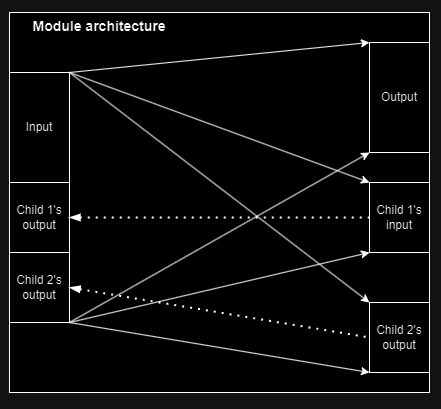 Module architecture
Input
Child 1's
output
Child 2's
output
Output
Child 1's
input
Child 2's
output